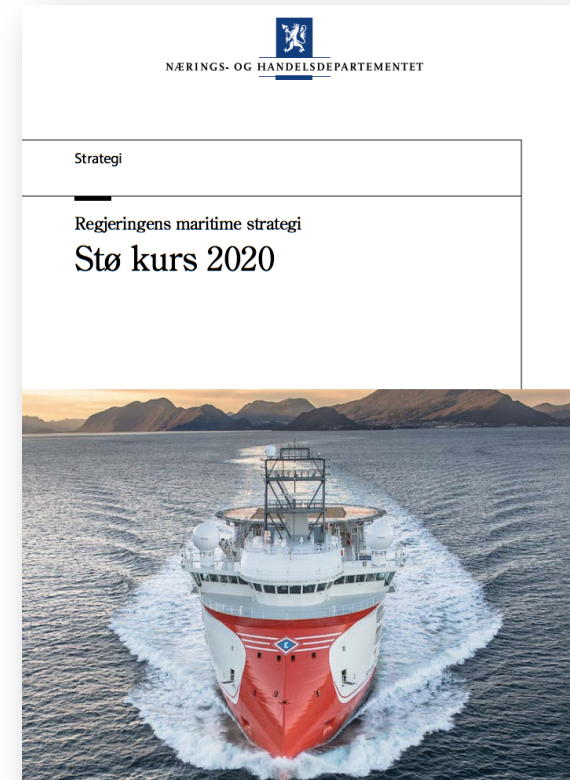 NÆRINGS- OG HANDELSDEPARTEMENTET
Strategi
Regjeringens maritime strategi
Stø kurs 2020